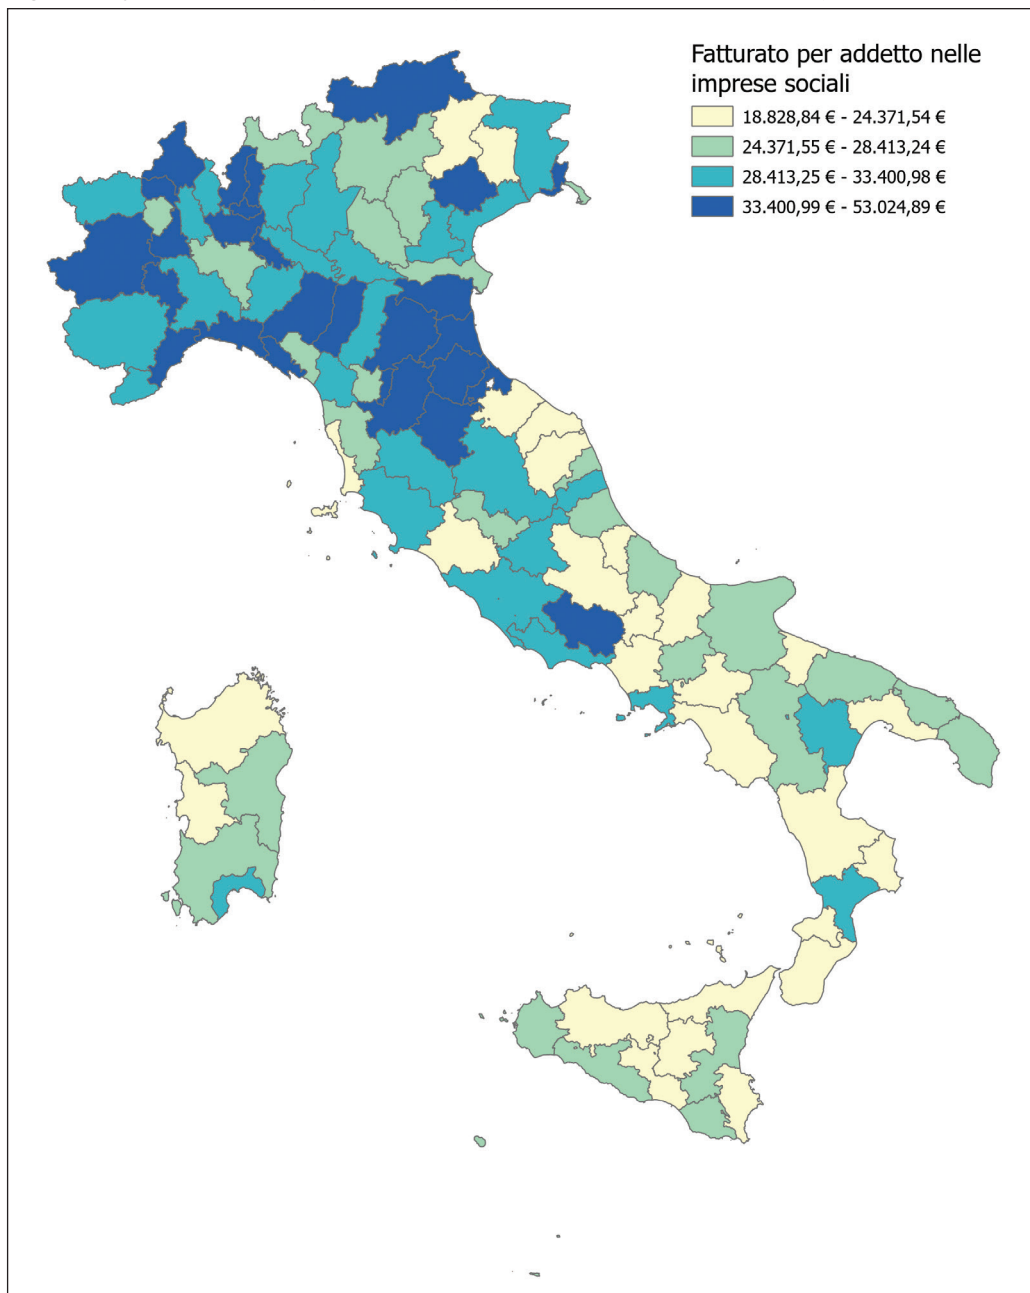 Fatturato per addetto nelle
imprese sociali
18.828,84 € - 24.371,54 €
24.371,55 € - 28.413,24 €
28.413,25 € - 33.400,98 €
33.400,99 € - 53.024,89 €